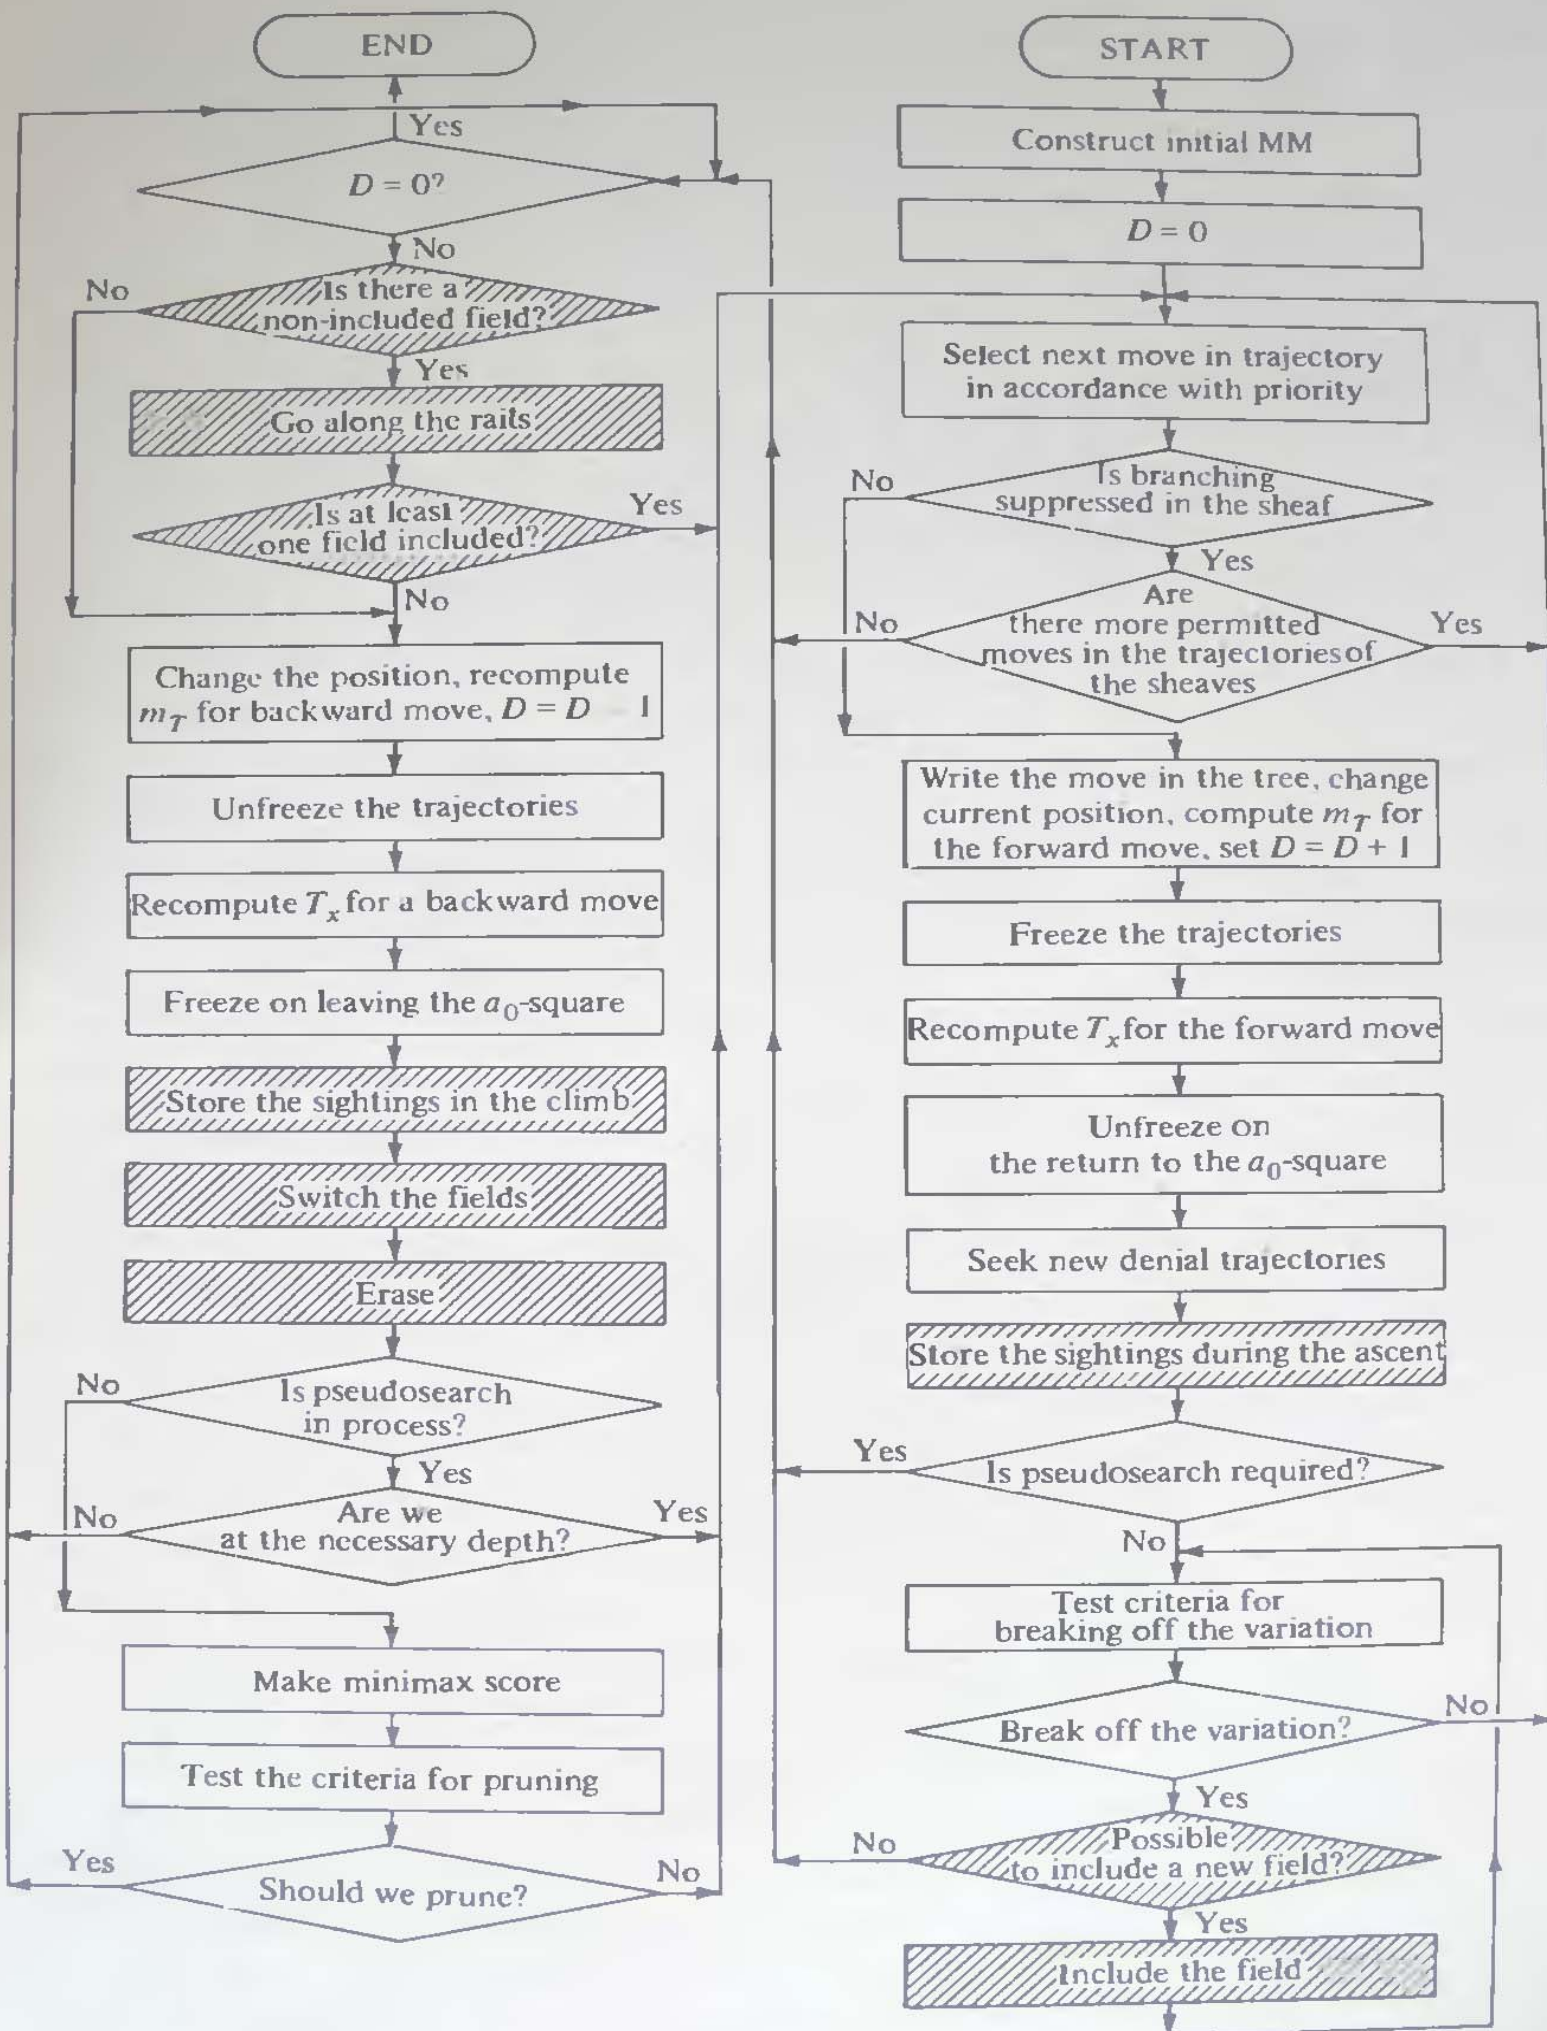 END
Yes
D = 0?
No
No
Is there a
non-included field?
Yes
Go along the rails
Is at least
one field included?
Yes
No
Change the position, recompute
m_T for backward move, D = D 1
Unfreeze the trajectories
Recompute T_x for a backward move
Freeze on leaving the a_0-square
Store the sightings in the climb
Switch the fields
Erase
No
Is pseudosearch
in process?
Yes
No
Are we
at the necessary depth?
Yes
Make minimax score
Test the criteria for pruning
Yes
Should we prune?
No
START
Construct initial MM
D = 0
Select next move in trajectory
in accordance with priority
No
Is branching
suppressed in the sheaf
Yes
No
Are
there more permitted
moves in the trajectories of
the sheaves
Yes
Write the move in the tree, change
current position, compute m_T for
the forward move, set D = D + 1
Freeze the trajectories
Recompute T_x for the forward move
Unfreeze on
the return to the a_0-square
Seek new denial trajectories
Store the sightings during the ascent
Yes
Is pseudosearch required?
No
Test criteria for
breaking off the variation
Break off the variation?
No
Yes
No
Possible
to include a new field?
Yes
Include the field